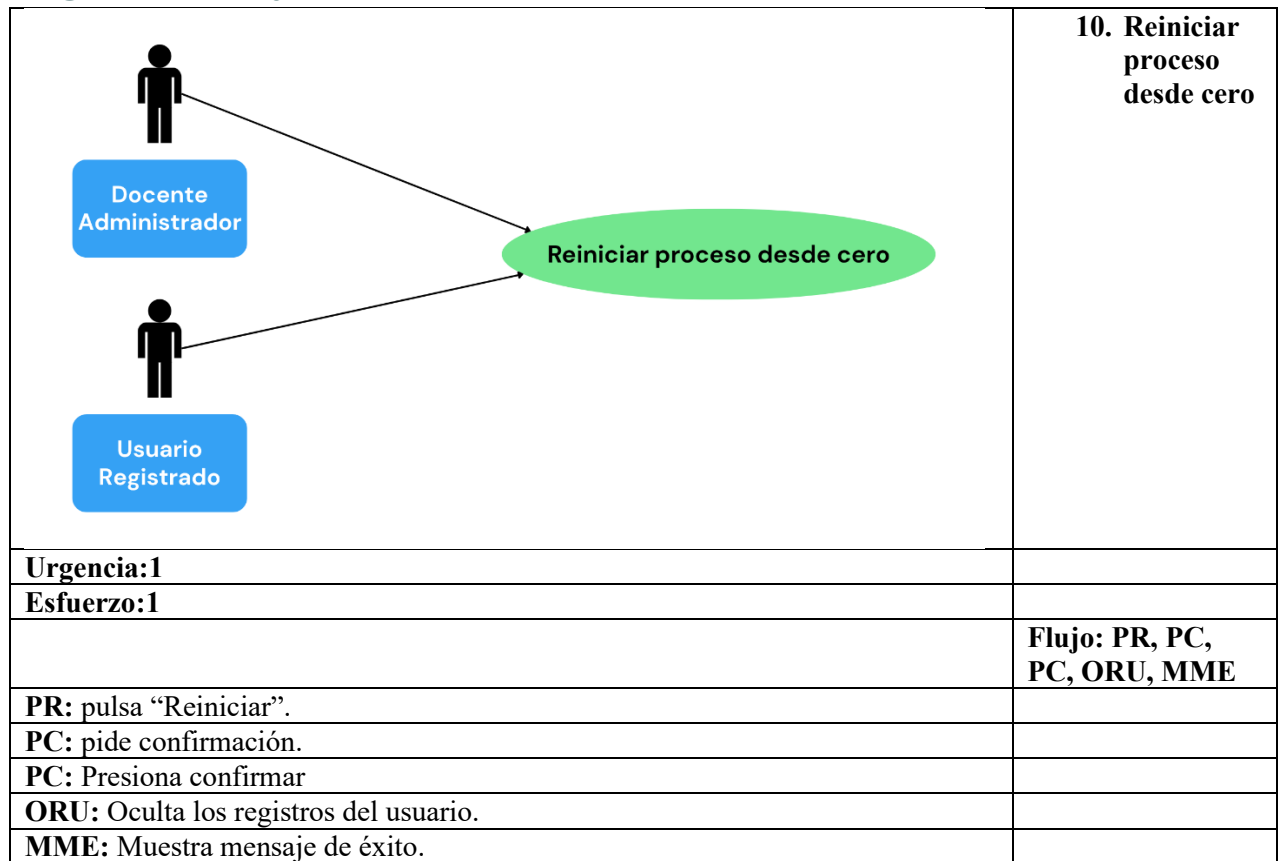 10. Reiniciar
proceso
desde cero
Docente
Administrador
Reiniciar proceso desde cero
Usuario
Registrado
Urgencia:1
Esfuerzo:1
Flujo: PR, PC,
PC, ORU, MME
PR: pulsa “Reiniciar”.
PC: pide confirmación.
PC: Presiona confirmar
ORU: Oculta los registros del usuario.
MME: Muestra mensaje de éxito.